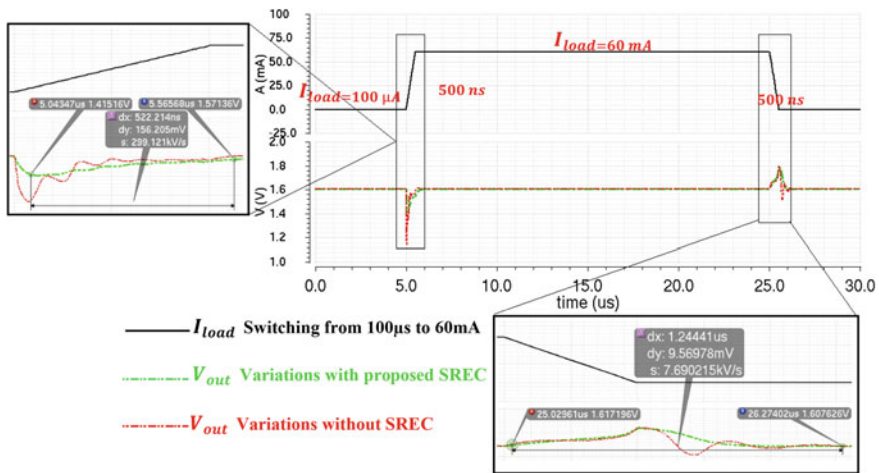 100.0
75.0
50.0
25.0
0.0
25.0
A (mA)
I_load=60 mA
I_load=100 µA
500 ns
500 ns
5.04347us 1.41516V
5.56568us 1.57136V
dx: 522.214ns
dy: 156.205mV
s: 299.121kV/s
2.0
1.8
1.6
1.4
1.2
1.0
V (V)
0.0 5.0 10.0 15.0 20.0 25.0 30.0
time (us)
I_load Switching from 100µs to 60mA
V_out Variations with proposed SREC
V_out Variations without SREC
dx: 1.24441us
dy: 9.56978mV
s: 7.690215kV/s
25.02961us 1.617196V
26.27402us 1.607626V